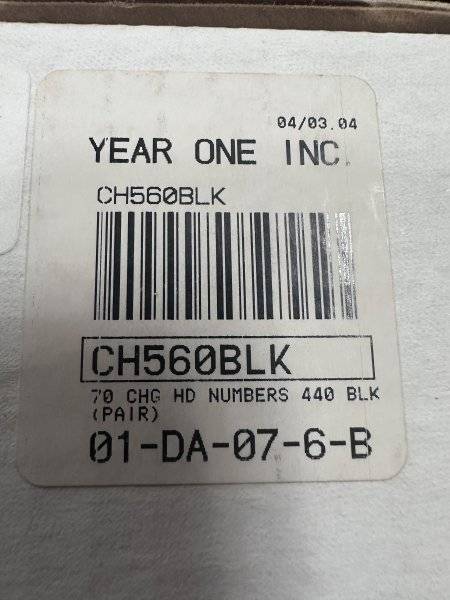 04/03.04
YEAR ONE INC.
CH560BLK
CH560BLK
70 CHG HD NUMBERS 440 BLK
(PAIR)
01-DA-07-6-B